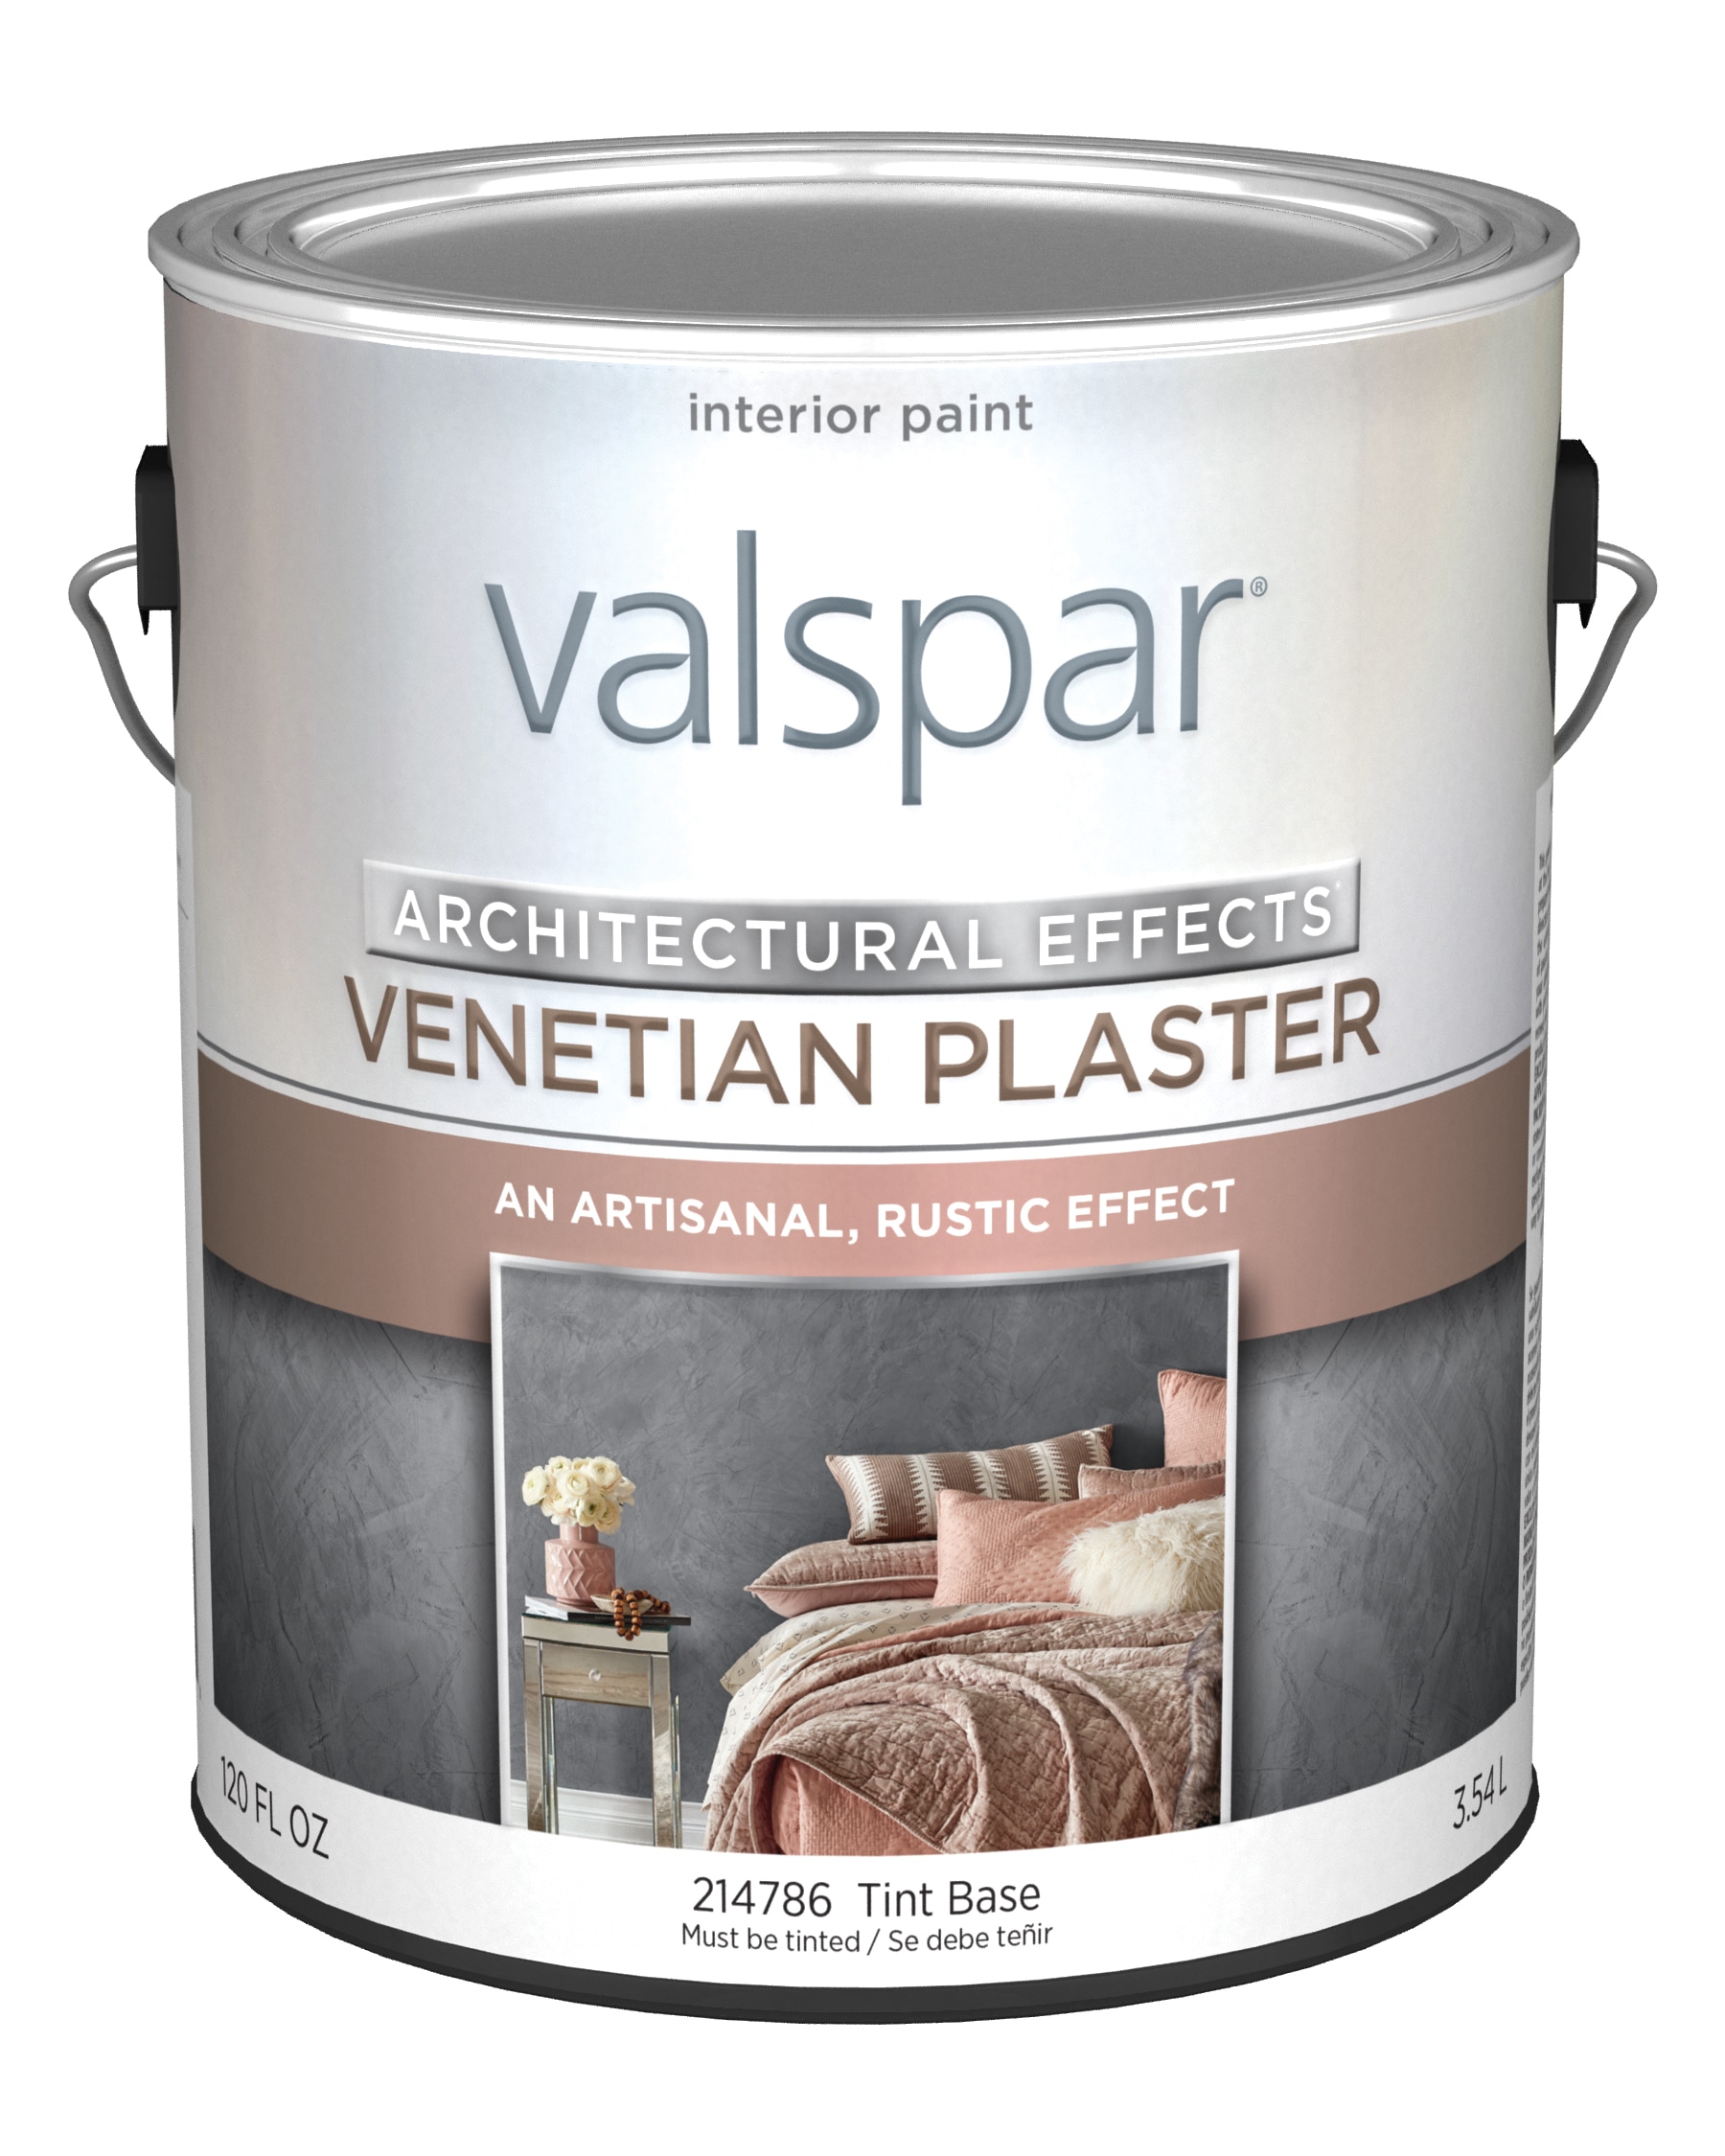 interior paint
valspar®
ARCHITECTURAL EFFECTS
VENETIAN PLASTER
AN ARTISANAL, RUSTIC EFFECT
120 FL OZ
3.54 L
214786 Tint Base
Must be tinted / Se debe teñir